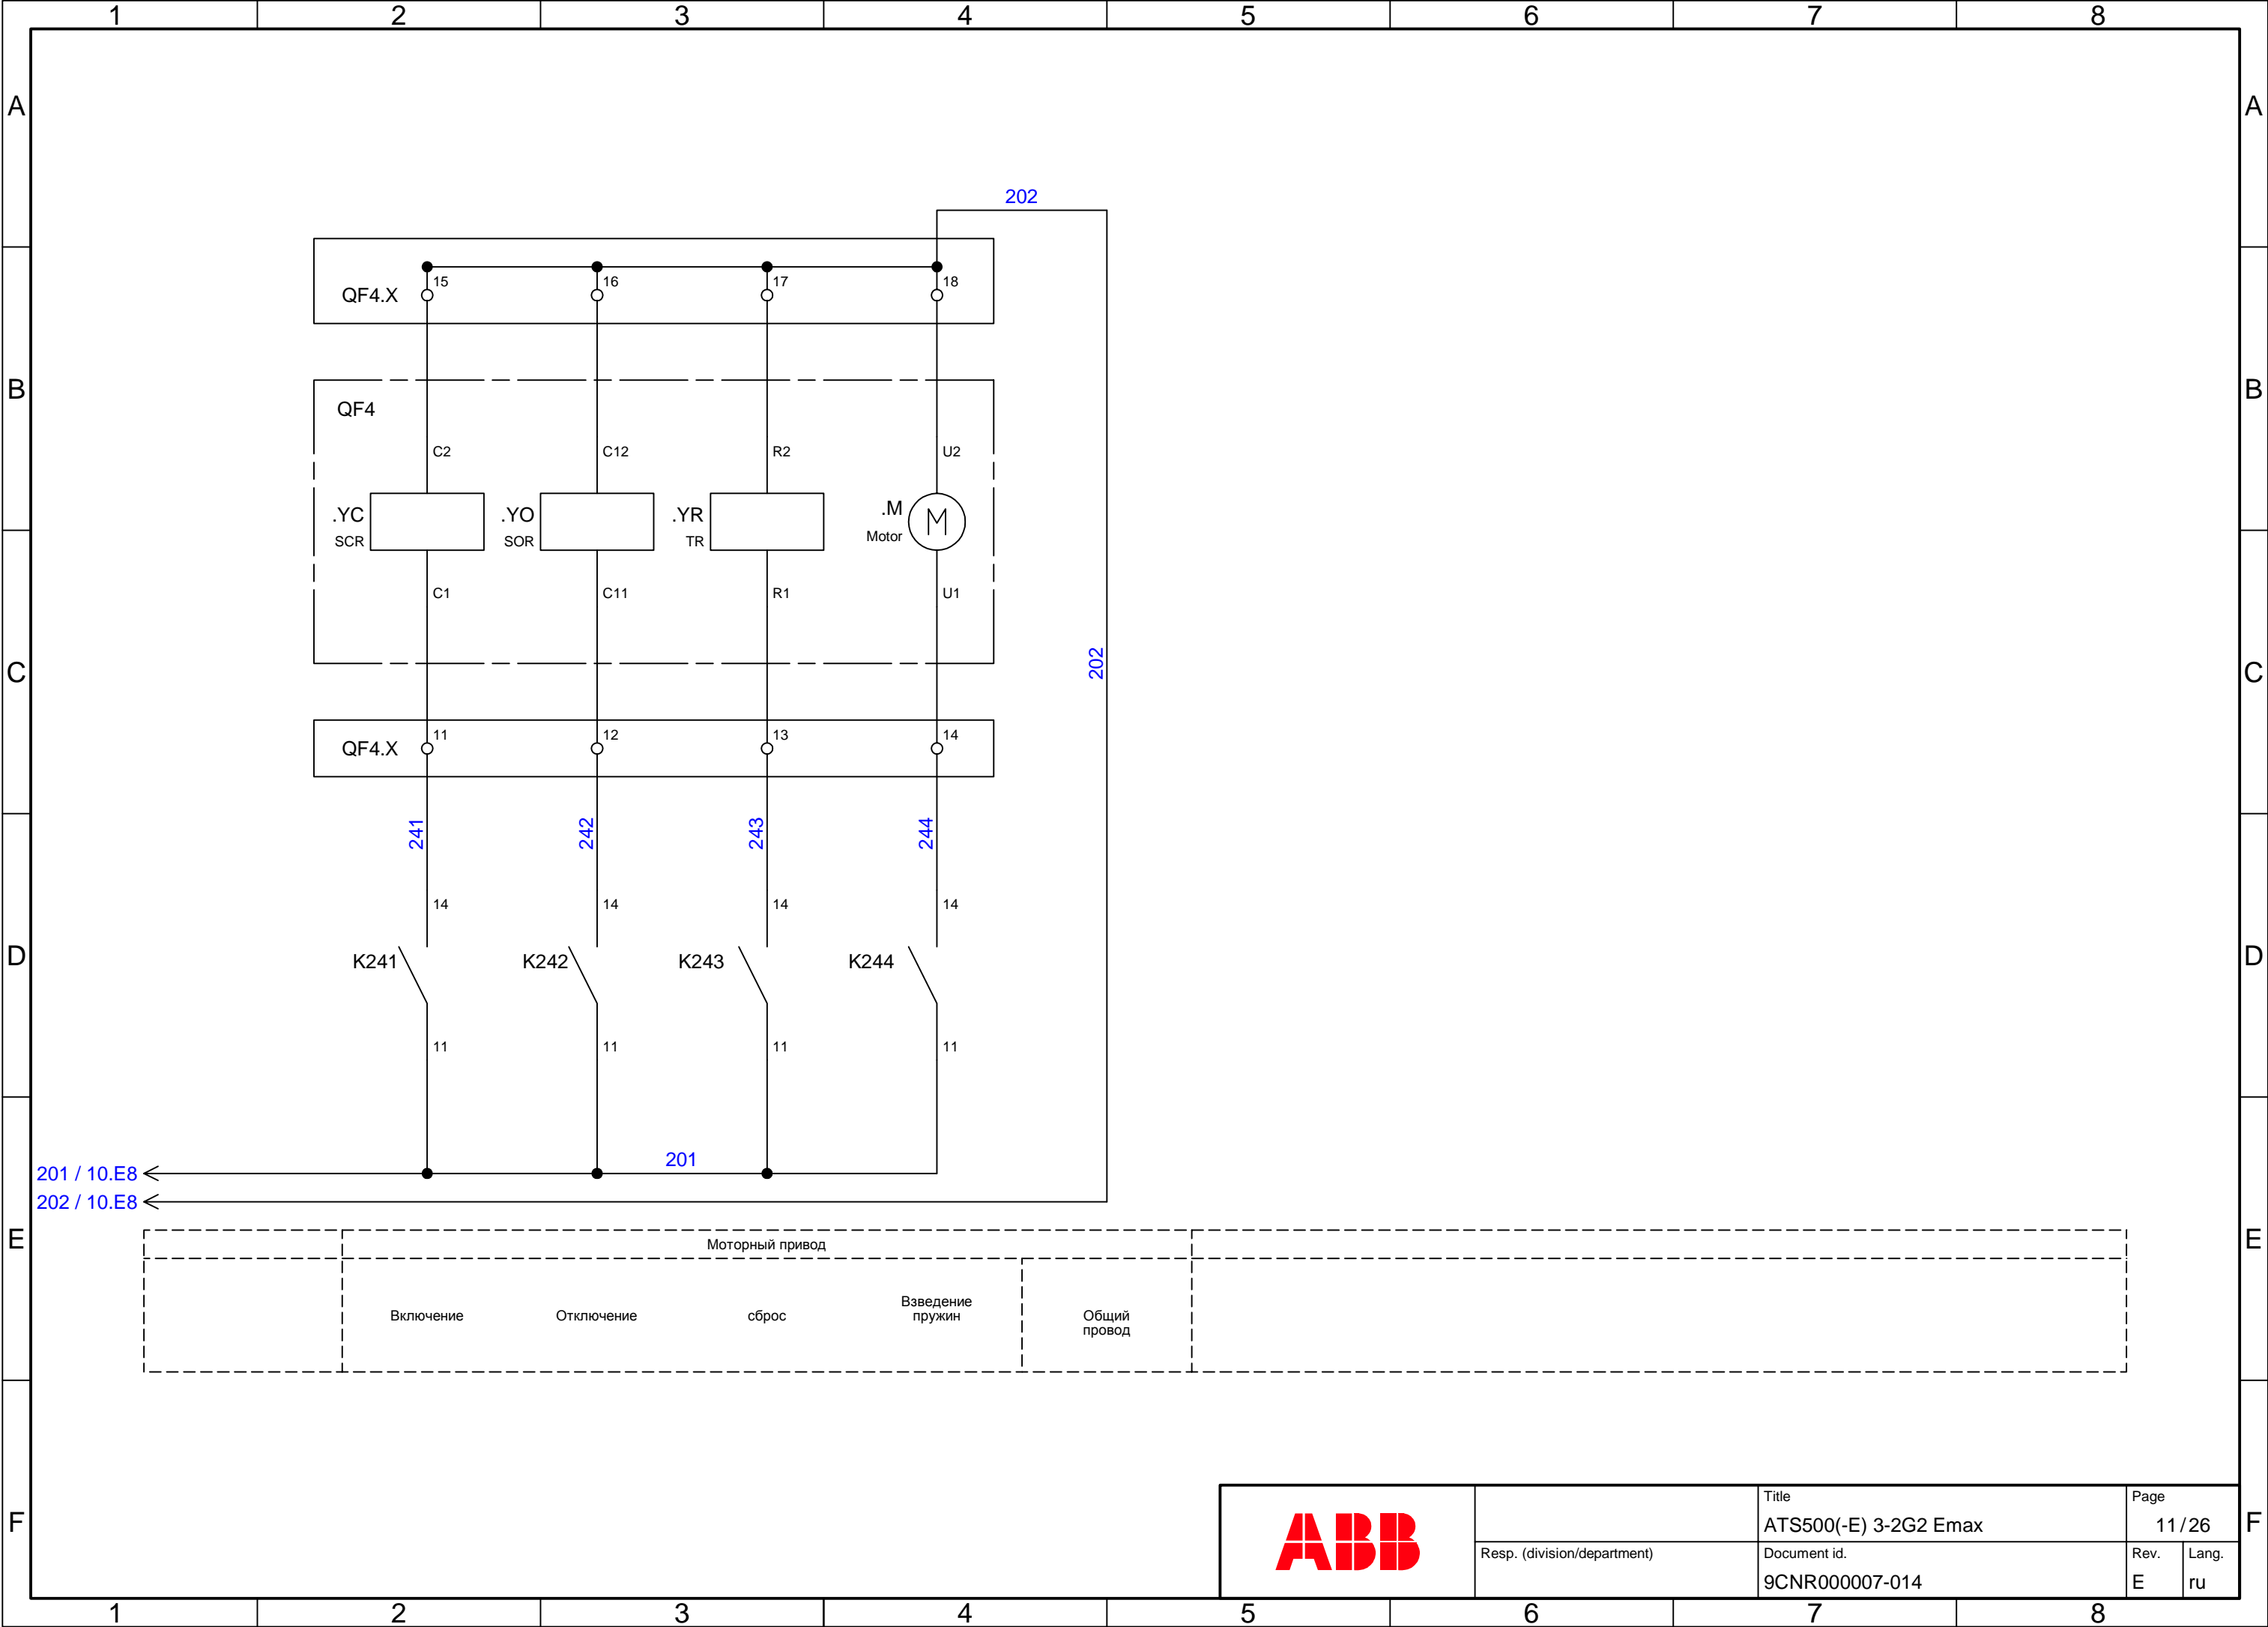 1 2 3 4 5 6 7 8
A A
202
15 16 17 18
QF4.X
B B
QF4
C2 C12 R2 U2
.YC .YO .YR .M M
SCR SOR TR Motor
C1 C11 R1 U1
202
C C
11 12 13 14
QF4.X
241 242 243 244
14 14 14 14
D D
K241 K242 K243 K244
11 11 11 11
201
201 / 10.E8
202 / 10.E8
E E
Моторный привод
Включение Отключение сброс Взведение
пружин
Общий
провод
F F
ABB
Title
ATS500(-E) 3-2G2 Emax
Page
11/26
Resp. (division/department)
Document id.
9CNR000007-014
Rev.
E
Lang.
ru
1 2 3 4 5 6 7 8